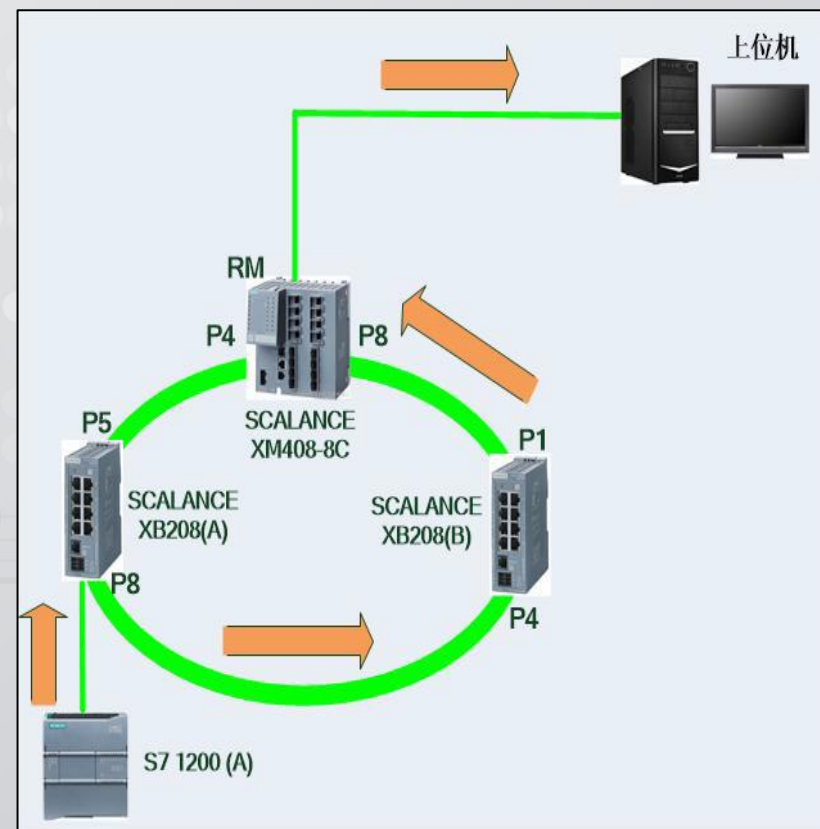 上位机
RM
P4
P8
SCALANCE
XM408-8C
P5
P1
SCALANCE
XB208(A)
SCALANCE
XB208(B)
P8
P4
S7 1200 (A)